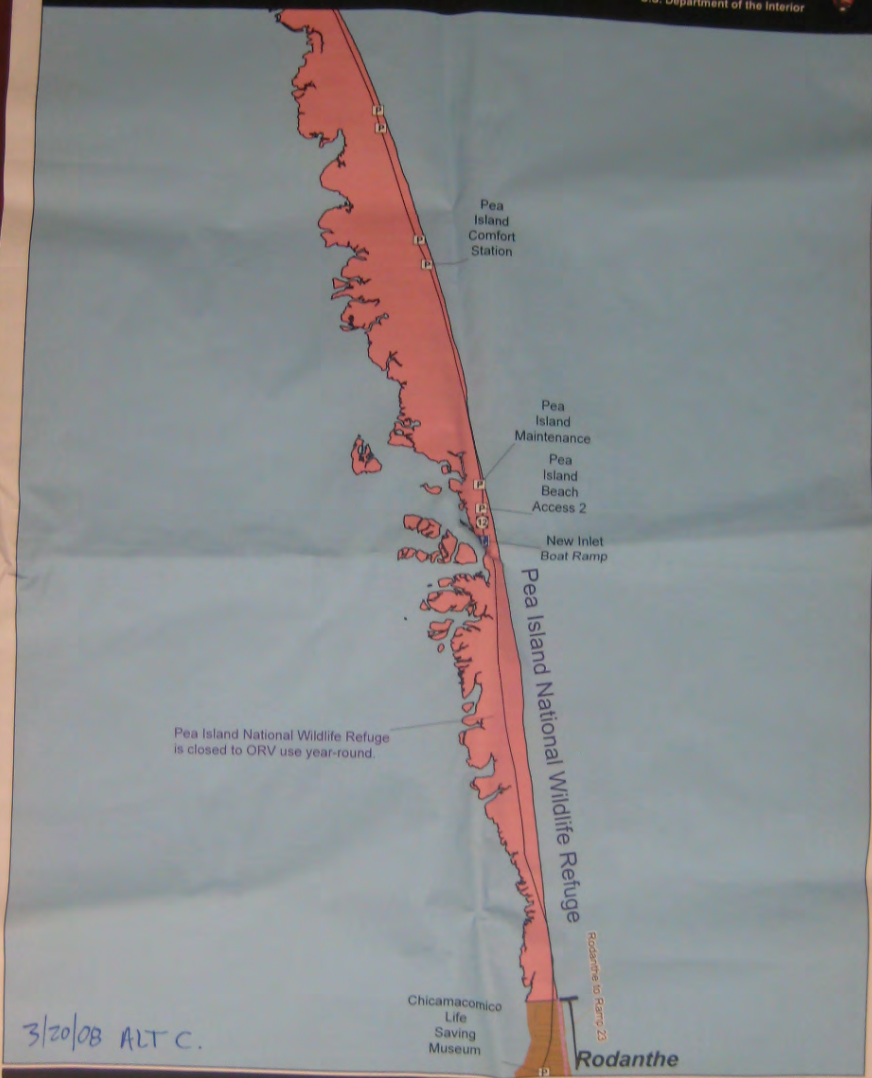 U.S. Department of the Interior
Pea
Island
Comfort
Station
Pea
Island
Maintenance
Pea
Island
Beach
Access 2
New Inlet
Boat Ramp
Pea Island National Wildlife Refuge
Pea Island National Wildlife Refuge
is closed to ORV use year-round.
Rodanthe to Ramp 23
Chicamacomico
Life
Saving
Museum
Rodanthe
3/20/08 ALT C.